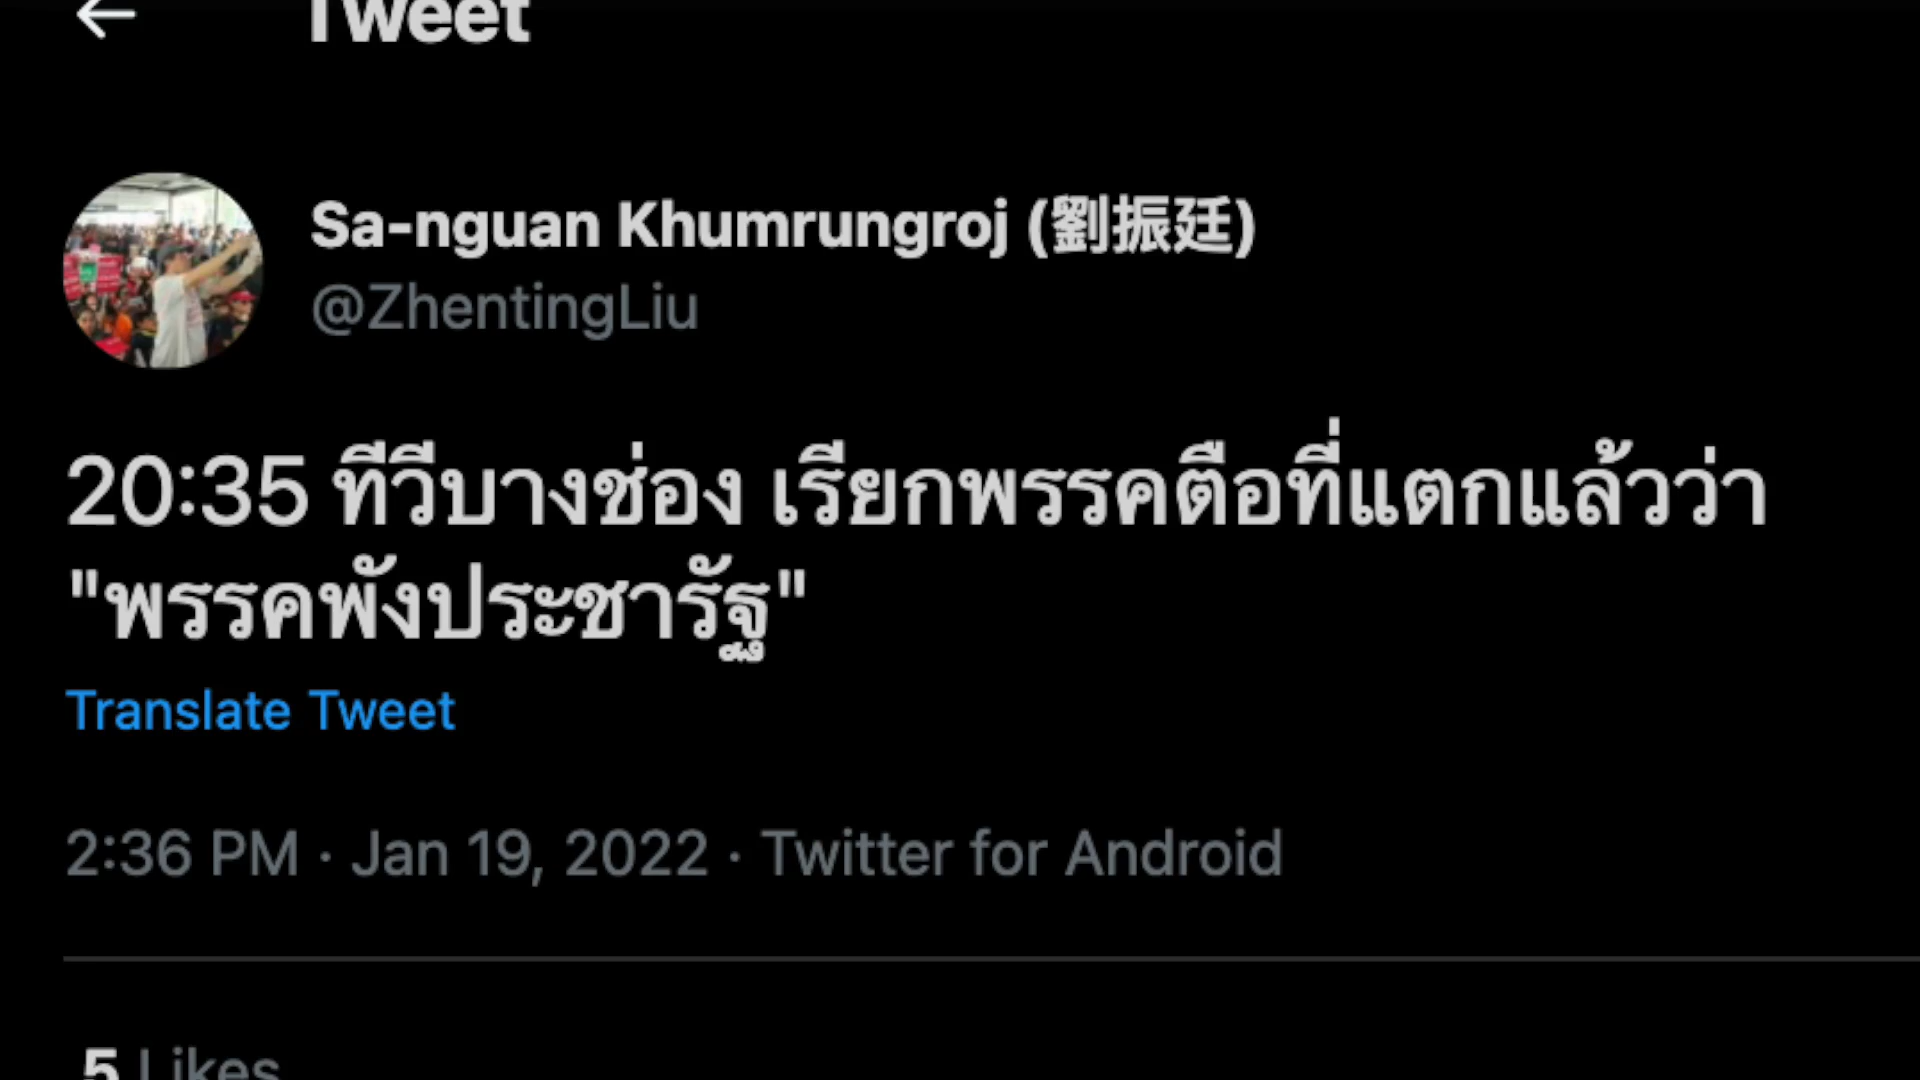 Tweet
Sa-nguan Khumrungroj (劉振廷)
@ZhentingLiu
20:35 ทีวีบางช่อง เรียกพรรคตือที่แตกแล้วว่า
"พรรคพังประชารัฐ"
Translate Tweet
2:36 PM · Jan 19, 2022 · Twitter for Android
5 Likes